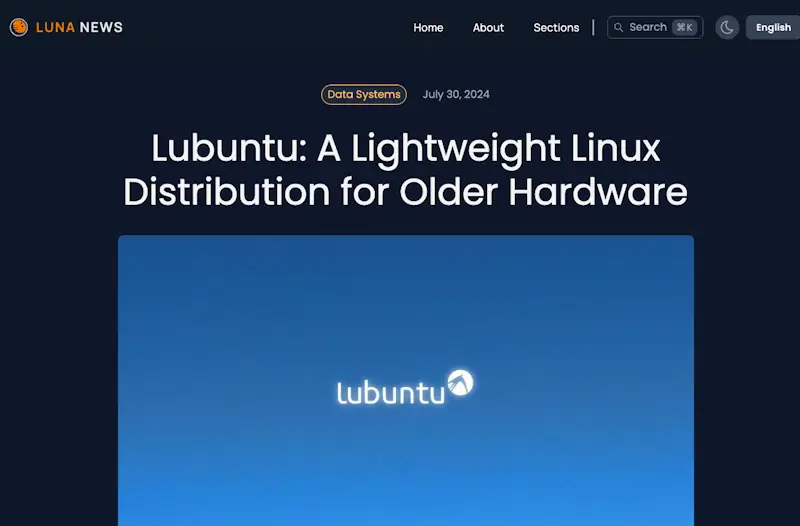 LUNA NEWS
Home
About
Sections
Search ⌘K
English
Data Systems
July 30, 2024
Lubuntu: A Lightweight Linux
Distribution for Older Hardware
lubuntu